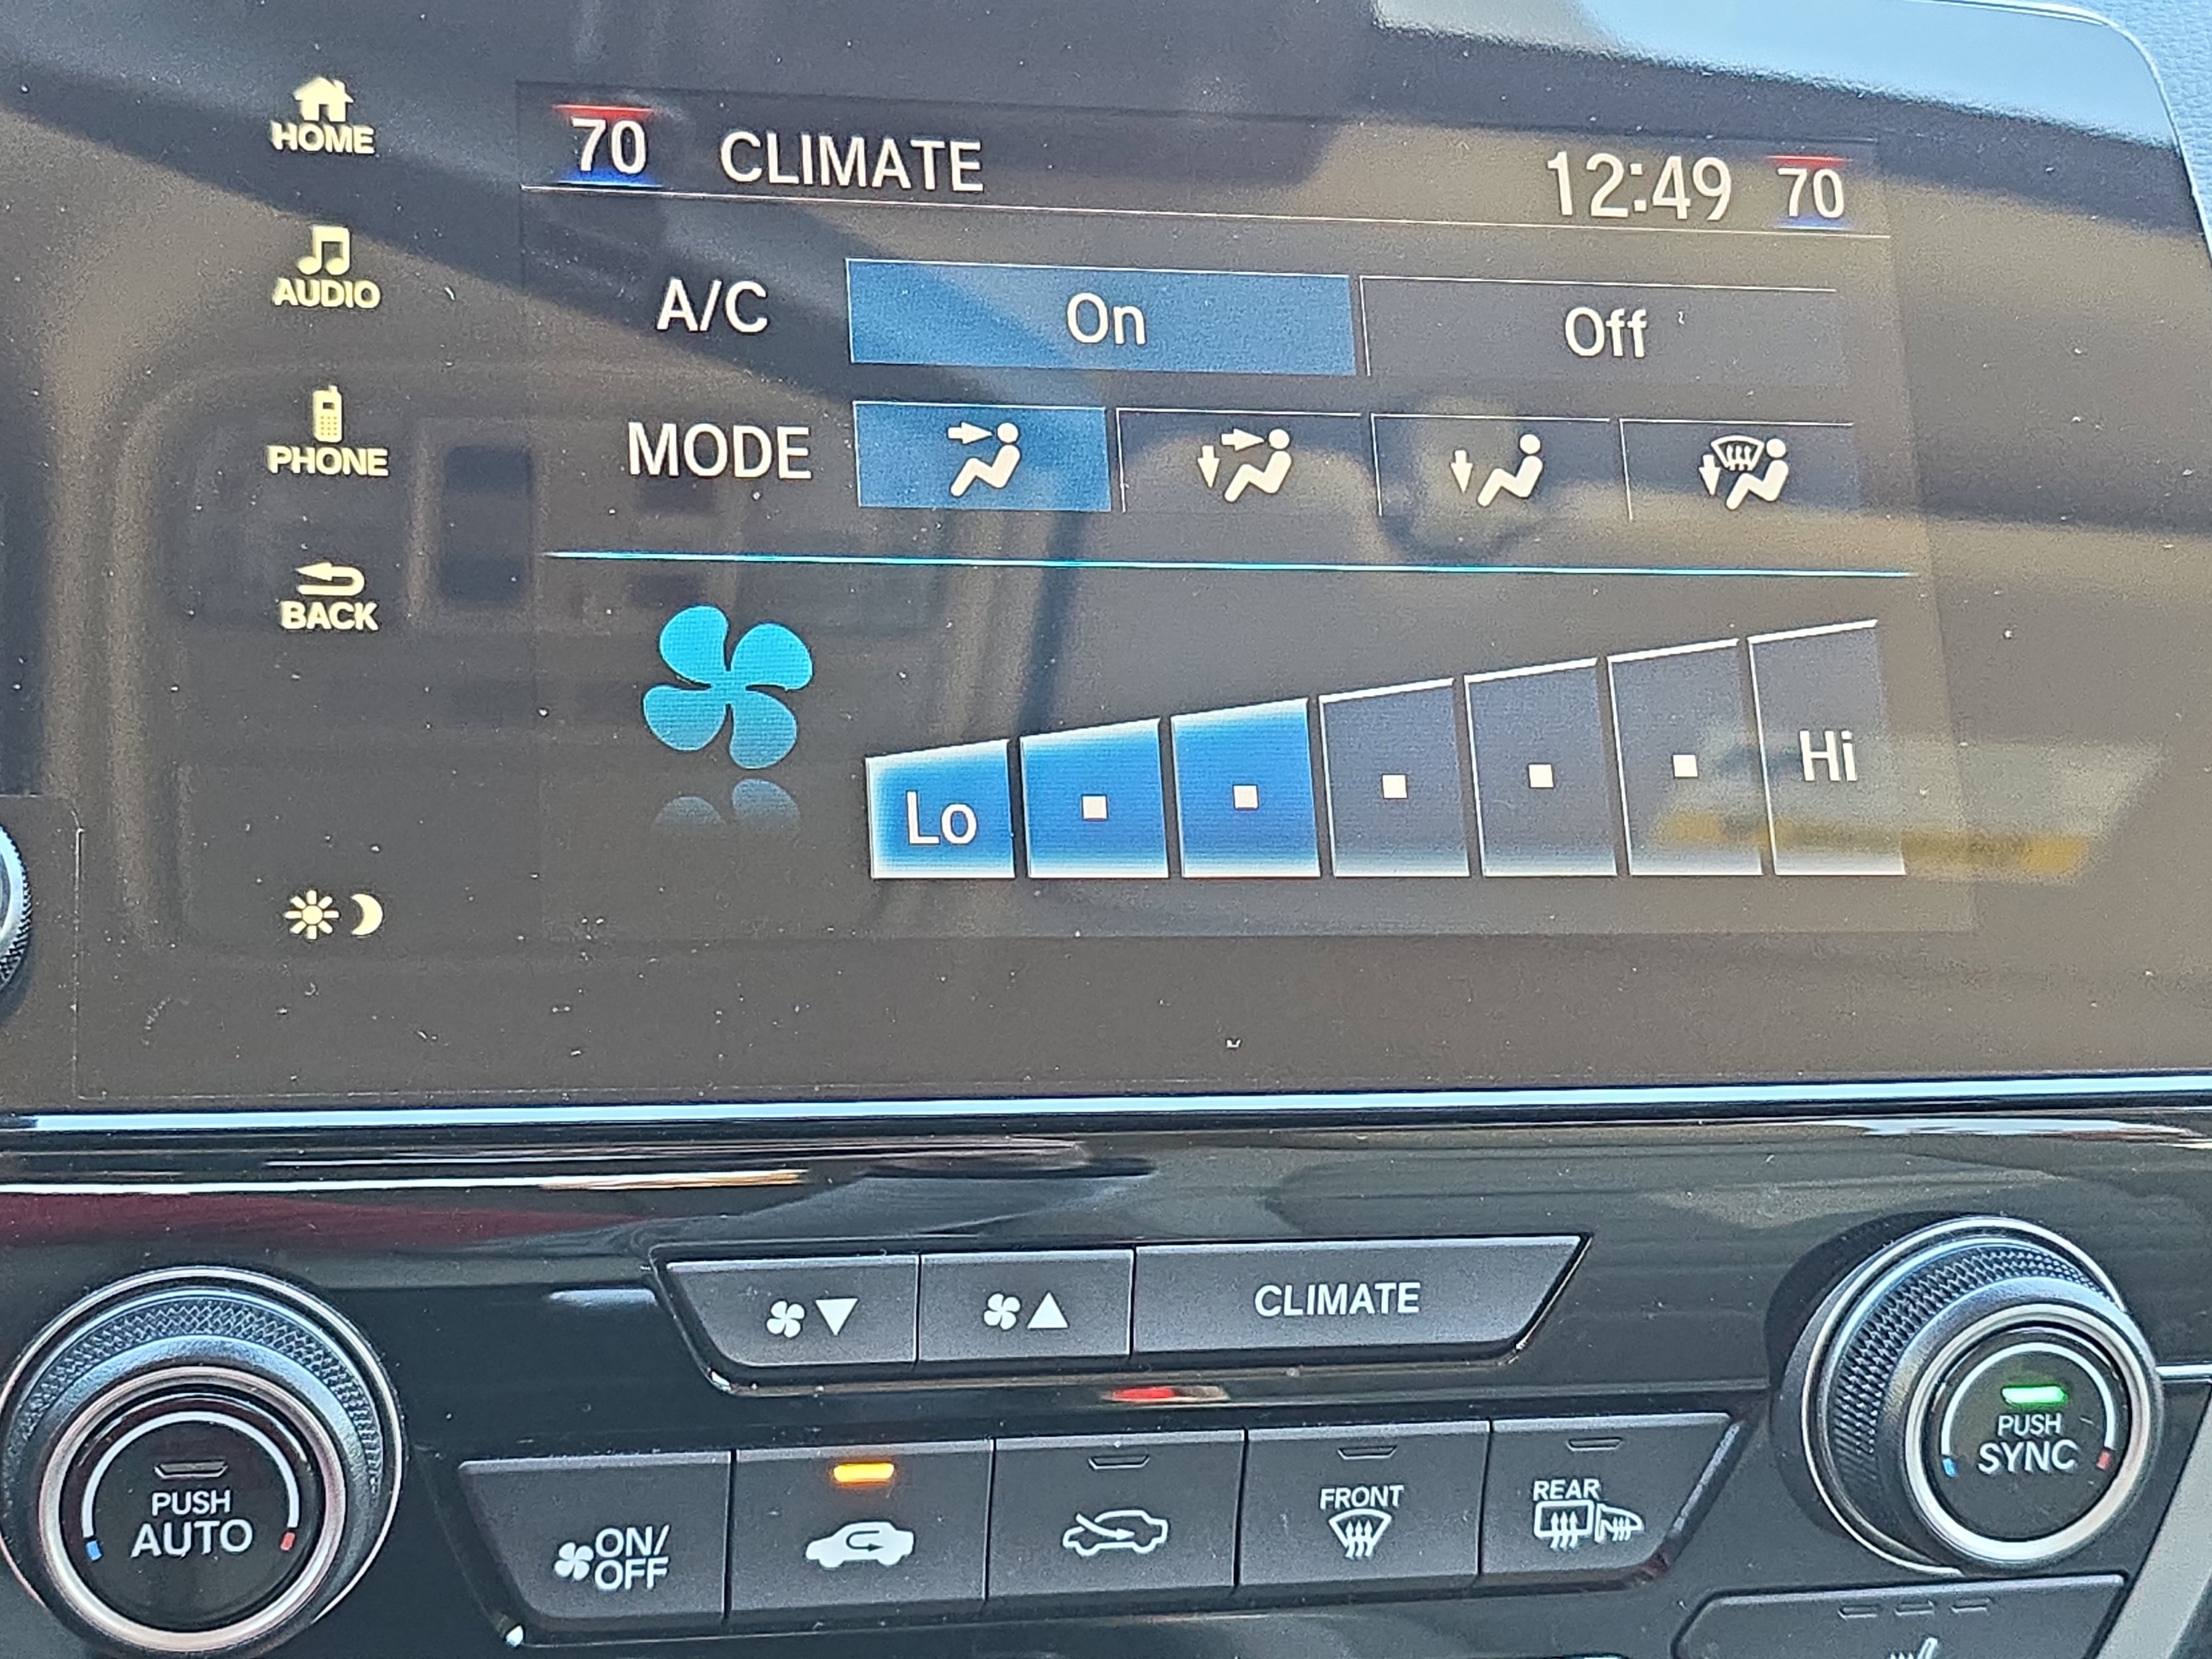 HOME
AUDIO
PHONE
BACK
70 CLIMATE 12:49 70
A/C On Off
MODE
Lo Hi
CLIMATE
PUSH
AUTO
ON/
OFF
FRONT
REAR
PUSH
SYNC